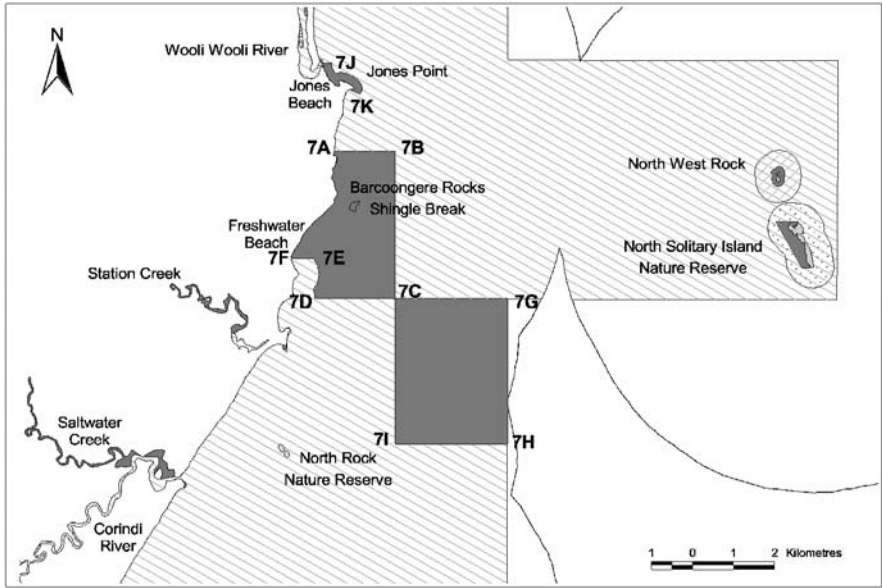 N
Wooli Wooli River
7J
Jones Point
Jones
Beach
7K
7A
7B
North West Rock
Barcoongere Rocks
Shingle Break
Freshwater
Beach
7F
7E
North Solitary Island
Nature Reserve
Station Creek
7D
7C
7G
Saltwater
Creek
7I
7H
North Rock
Nature Reserve
Corindi
River
1 0 1 2 Kilometres